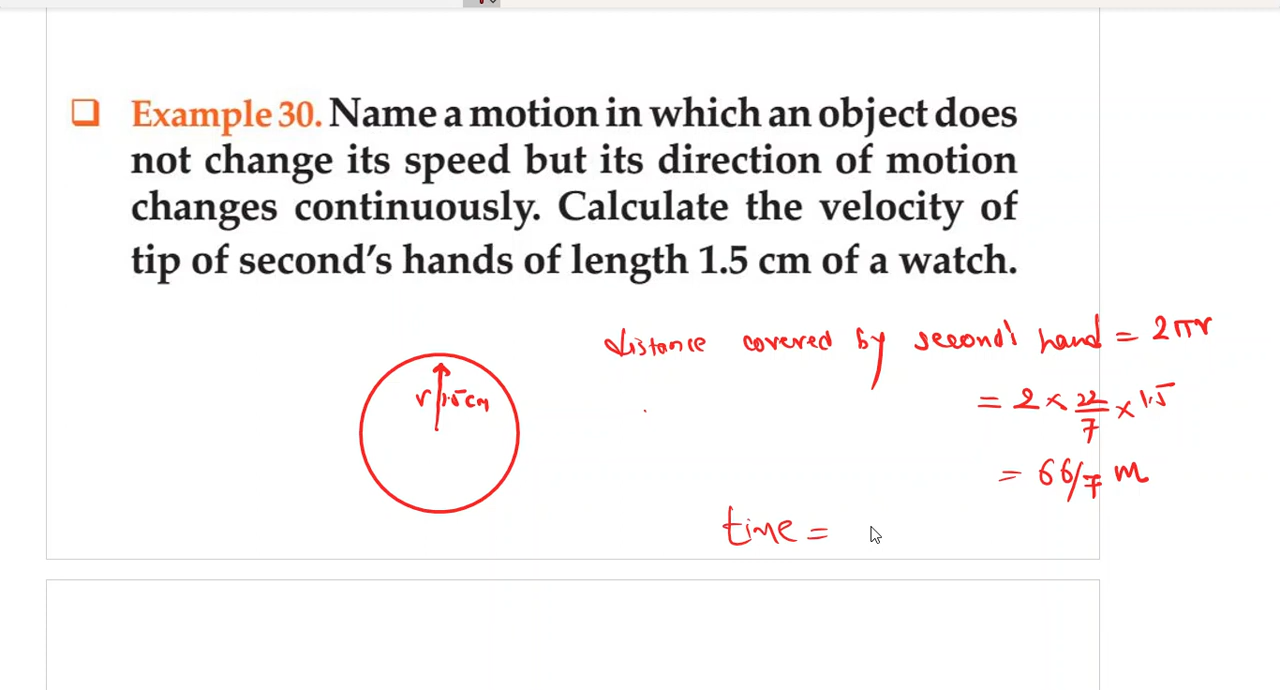 ❑ Example 30. Name a motion in which an object does
not change its speed but its direction of motion
changes continuously. Calculate the velocity of
tip of second's hands of length 1.5 cm of a watch.
distance covered by second's hand = 2πr
r 1.5 cm
= 2 × 22/7 × 1.5
= 66/7 m
time =